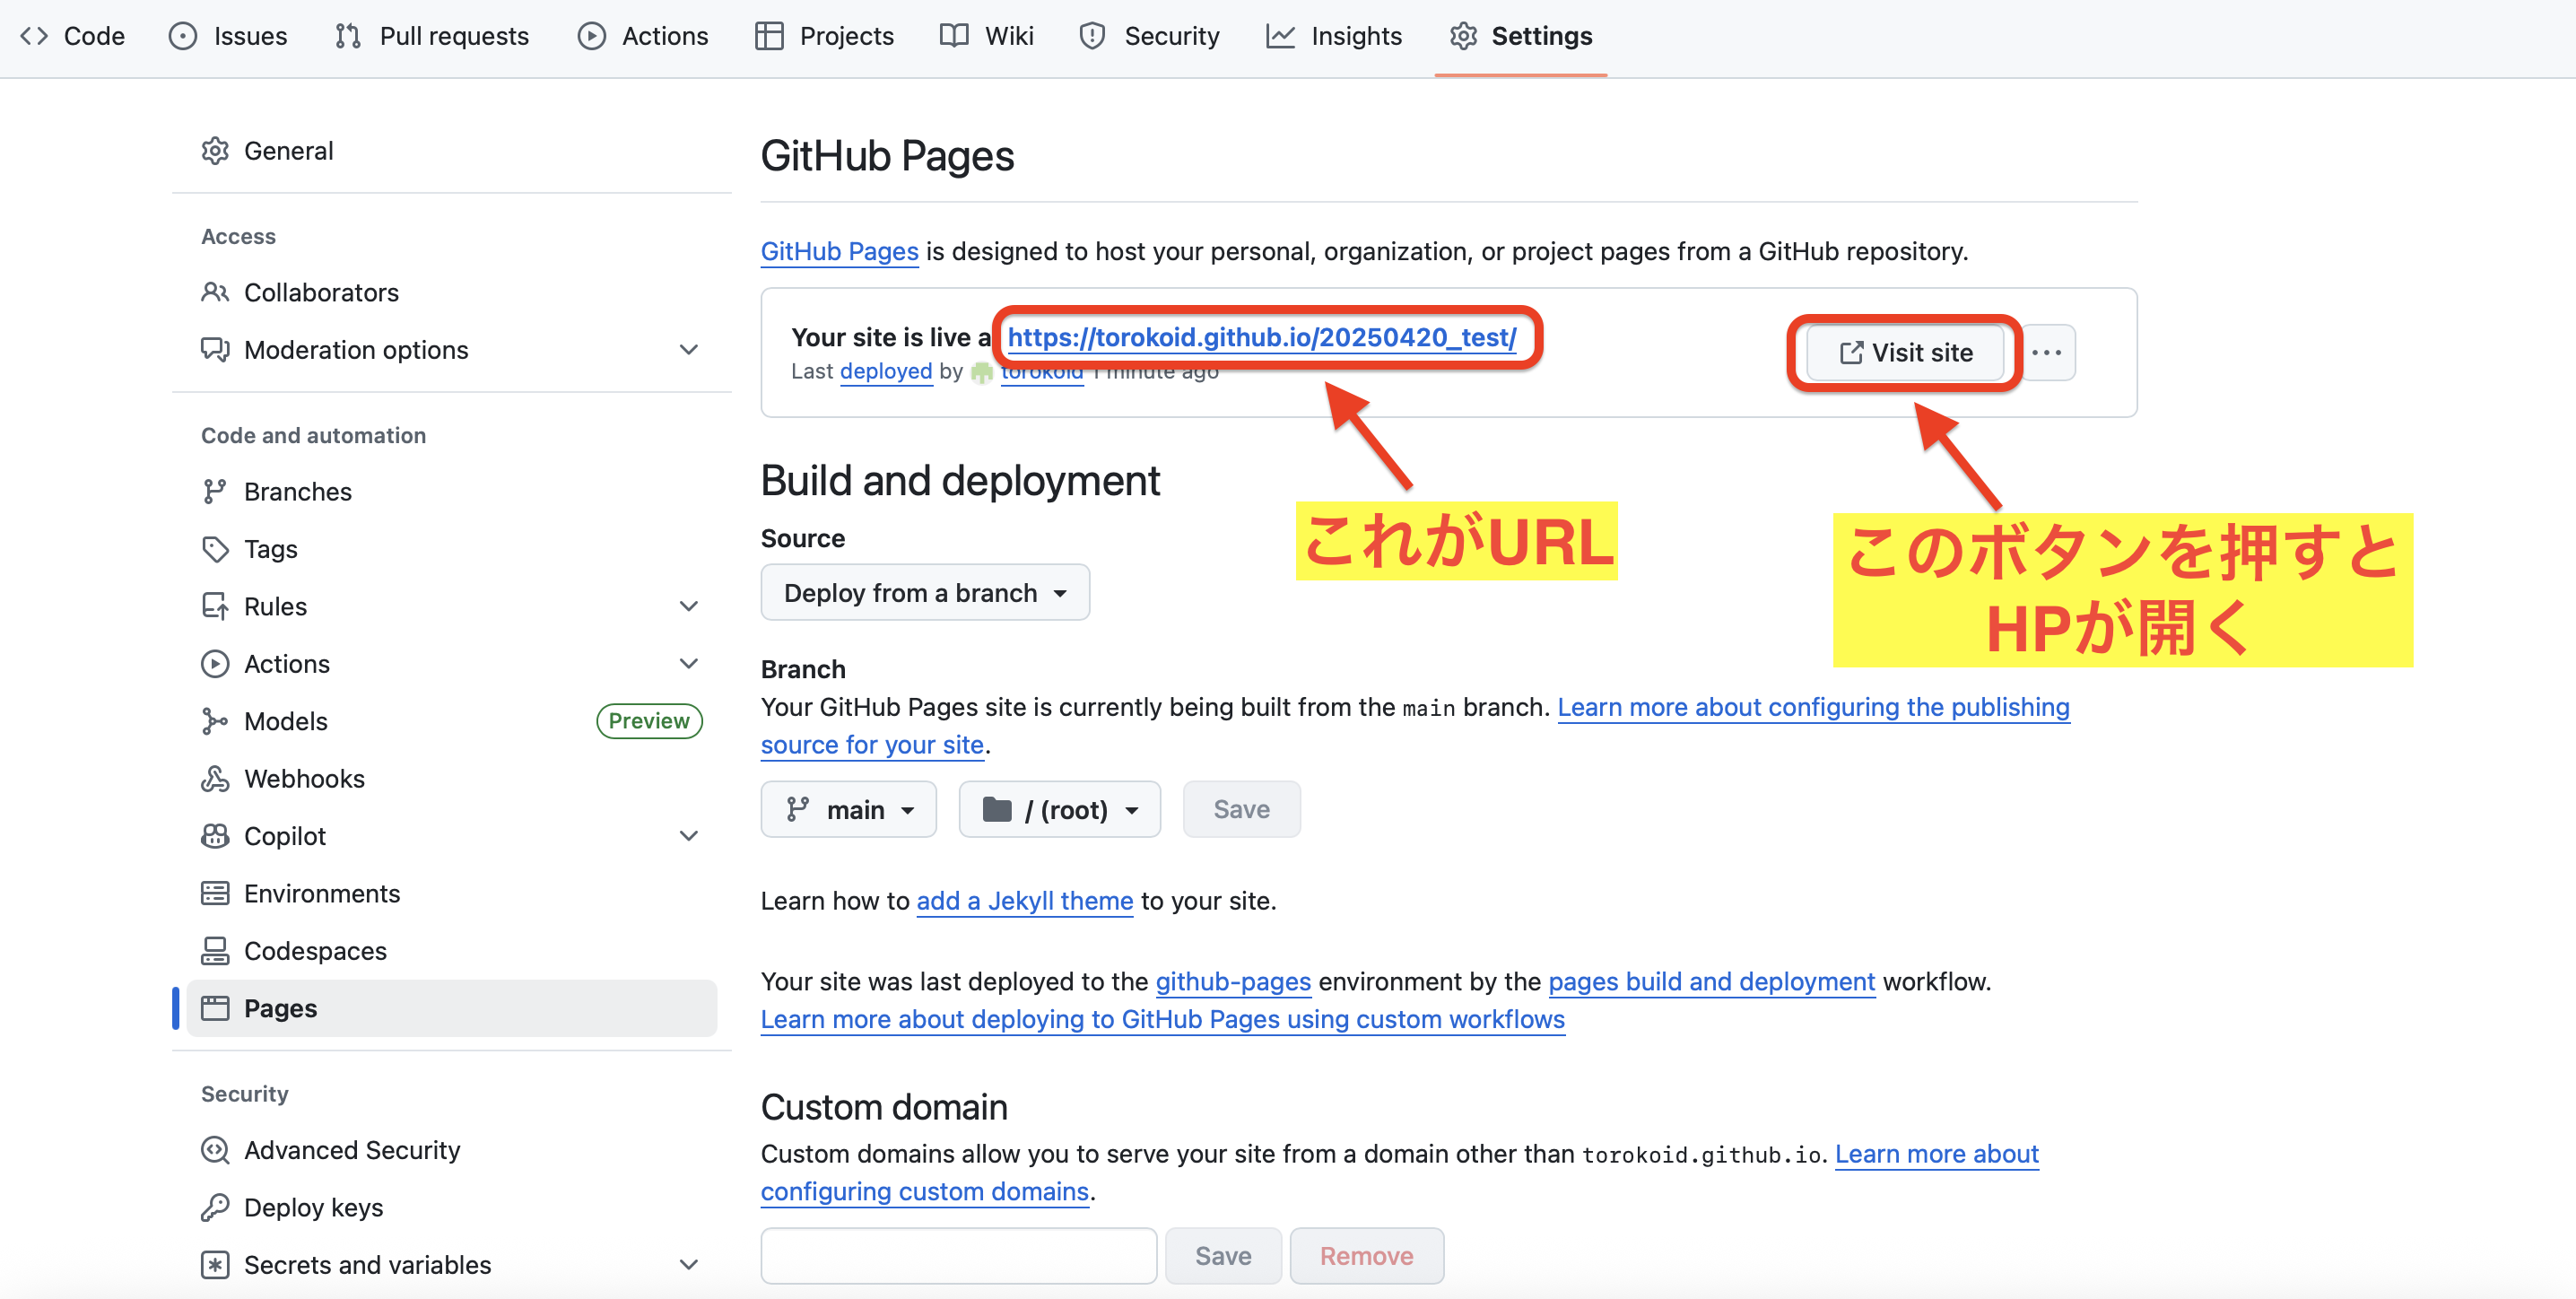 Code Issues Pull requests Actions Projects Wiki Security Insights Settings
General
Access
Collaborators
Moderation options
Code and automation
Branches
Tags
Rules
Actions
Models Preview
Webhooks
Copilot
Environments
Codespaces
Pages
Security
Advanced Security
Deploy keys
Secrets and variables
GitHub Pages
GitHub Pages is designed to host your personal, organization, or project pages from a GitHub repository.
Your site is live a https://torokoid.github.io/20250420_test/
Visit site
Last deployed by torokoid 1 minute ago
これがURL
このボタンを押すと
HPが開く
Build and deployment
Source
Deploy from a branch
Branch
Your GitHub Pages site is currently being built from the main branch. Learn more about configuring the publishing
source for your site.
main / (root) Save
Learn how to add a Jekyll theme to your site.
Your site was last deployed to the github-pages environment by the pages build and deployment workflow.
Learn more about deploying to GitHub Pages using custom workflows
Custom domain
Custom domains allow you to serve your site from a domain other than torokoid.github.io. Learn more about
configuring custom domains.
Save Remove